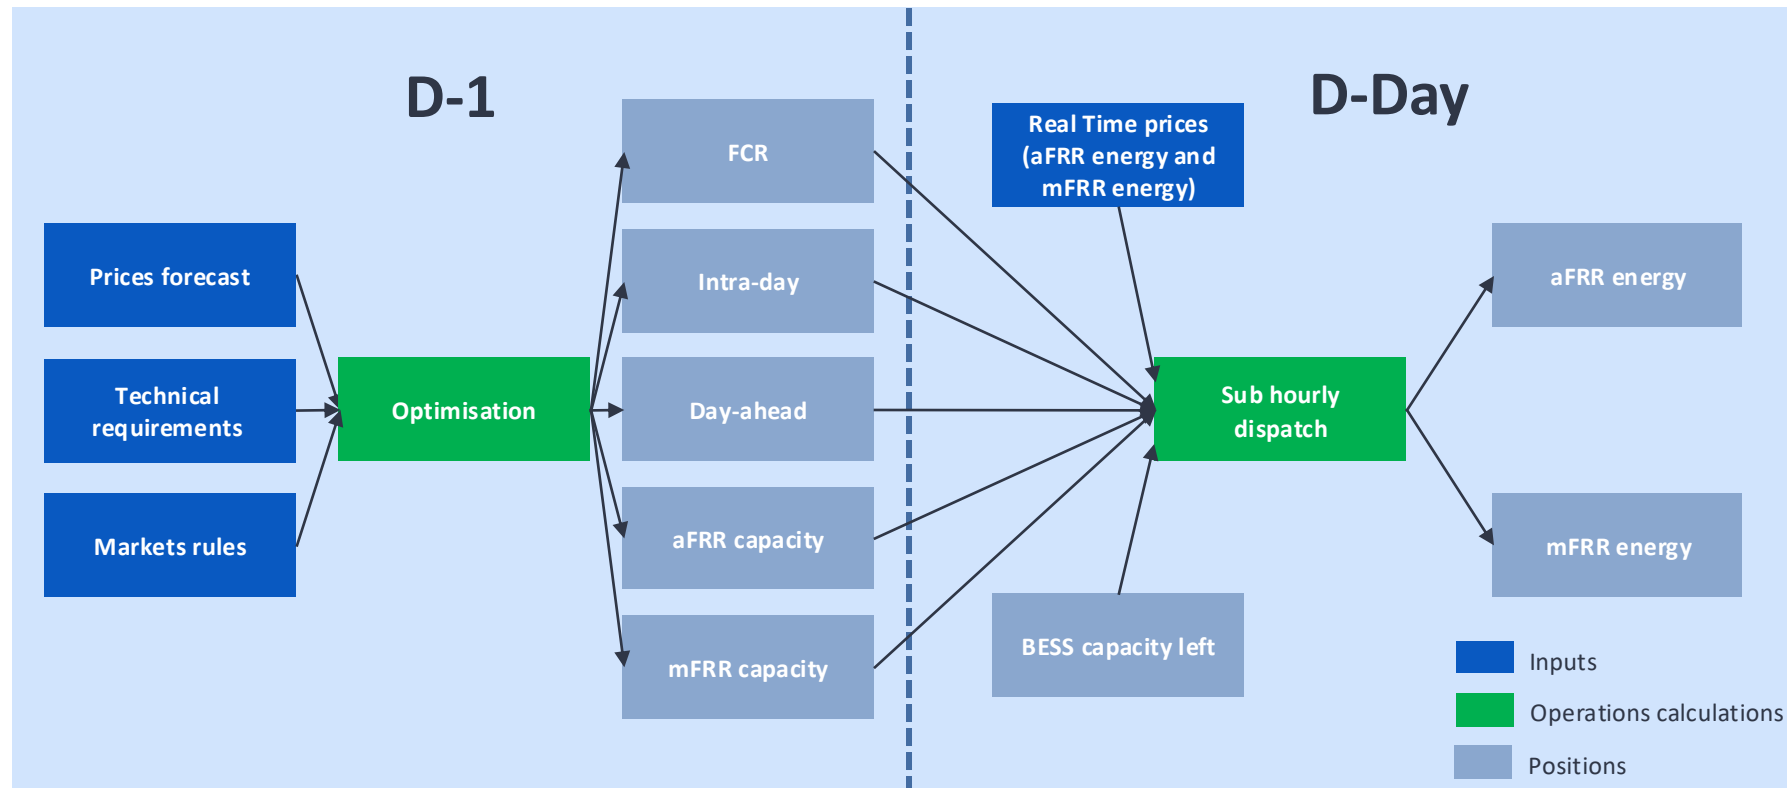 D-1
D-Day
Prices forecast
Technical
requirements
Markets rules
Optimisation
FCR
Intra-day
Day-ahead
aFRR capacity
mFRR capacity
Real Time prices
(aFRR energy and
mFRR energy)
BESS capacity left
Sub hourly
dispatch
aFRR energy
mFRR energy
Inputs
Operations calculations
Positions